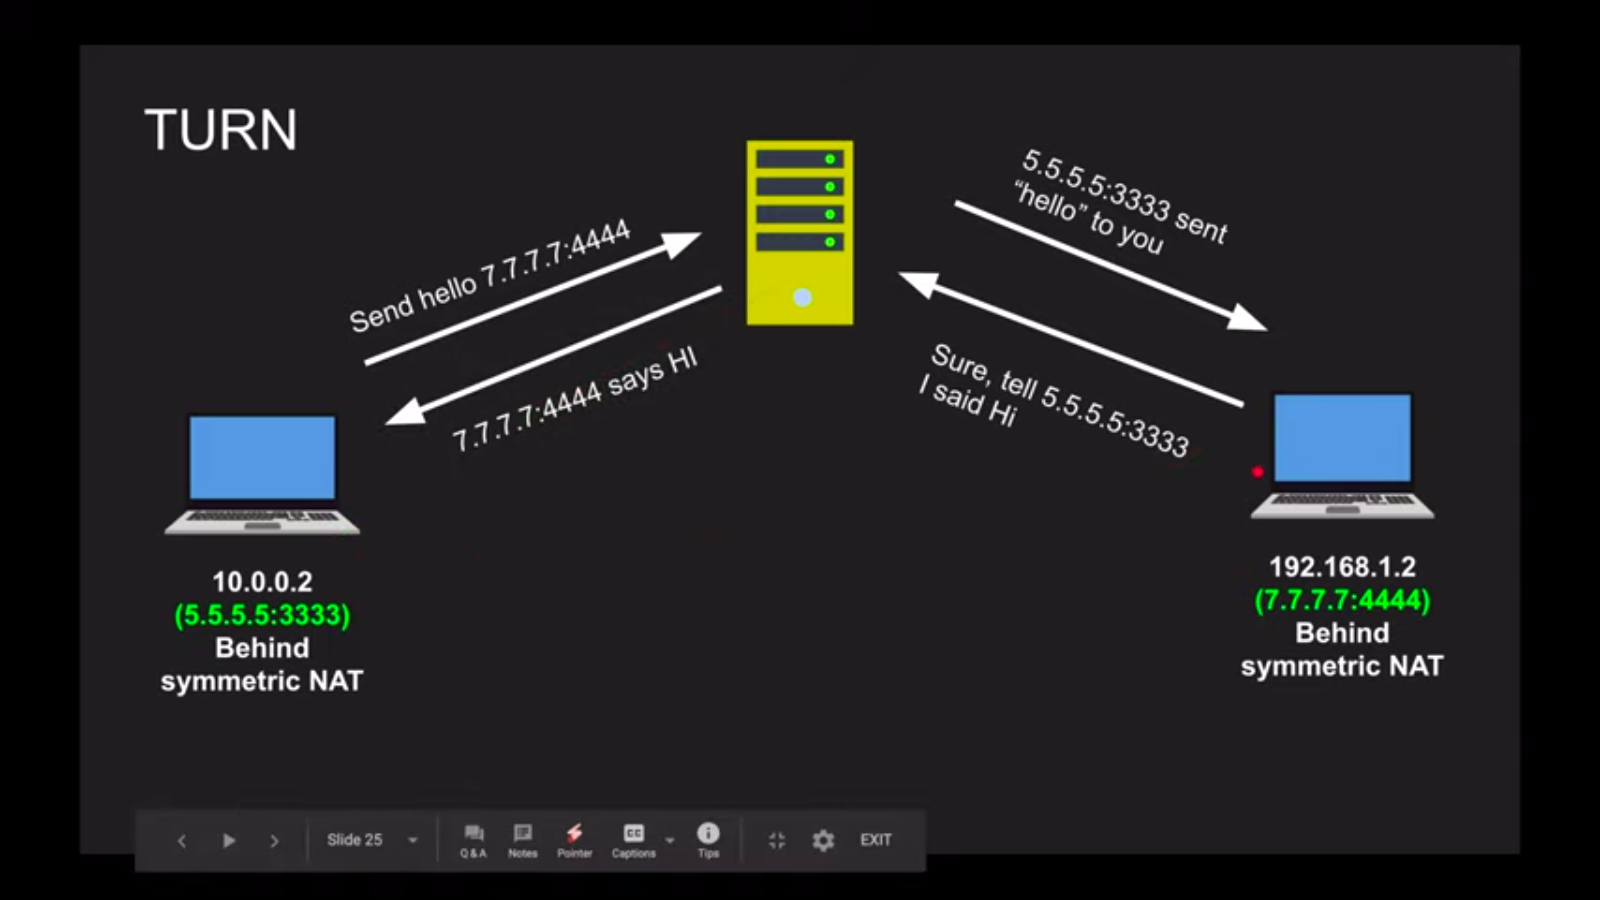 TURN
Send hello 7.7.7.7:4444
7.7.7.7:4444 says HI
5.5.5.5:3333 sent
“hello” to you
Sure, tell 5.5.5.5:3333
I said Hi
10.0.0.2
(5.5.5.5:3333)
Behind
symmetric NAT
192.168.1.2
(7.7.7.7:4444)
Behind
symmetric NAT
Slide 25
Q & A
Notes
Pointer
CC
Captions
Tips
EXIT